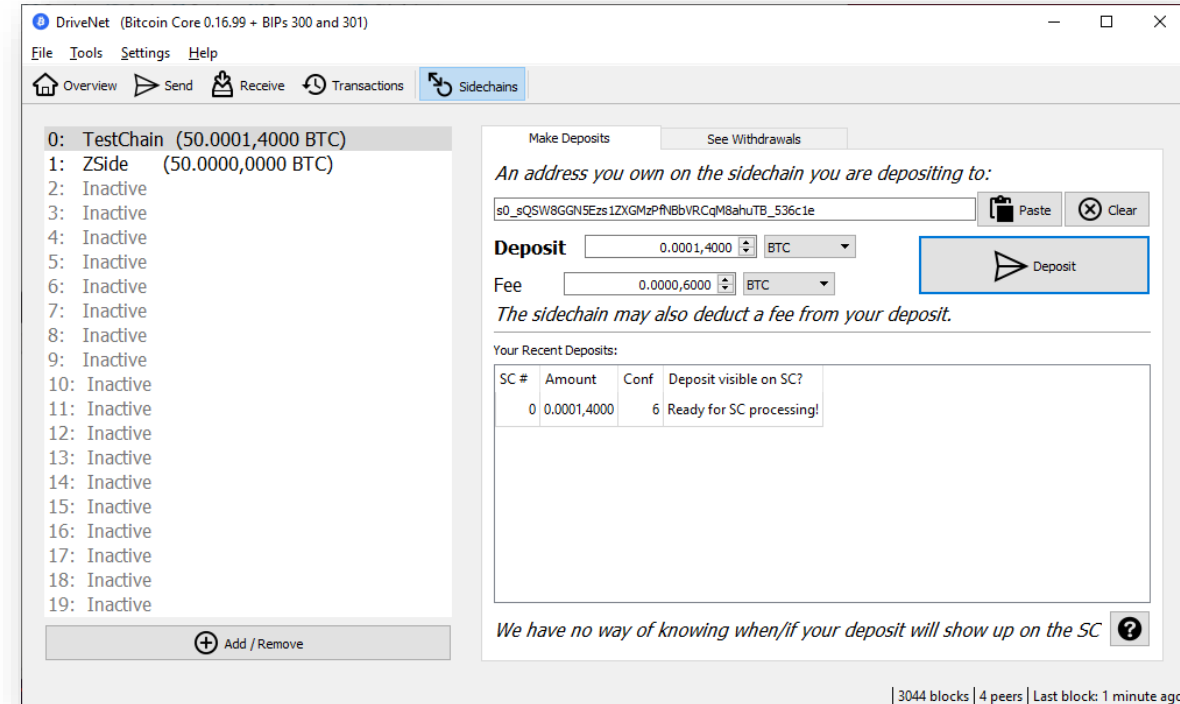 DriveNet (Bitcoin Core 0.16.99 + BIPs 300 and 301)
File Tools Settings Help
Overview Send Receive Transactions Sidechains
0: TestChain (50.0001,4000 BTC)
1: ZSide (50.0000,0000 BTC)
2: Inactive
3: Inactive
4: Inactive
5: Inactive
6: Inactive
7: Inactive
8: Inactive
9: Inactive
10: Inactive
11: Inactive
12: Inactive
13: Inactive
14: Inactive
15: Inactive
16: Inactive
17: Inactive
18: Inactive
19: Inactive
Add / Remove
Make Deposits See Withdrawals
An address you own on the sidechain you are depositing to:
s0_sQSW8GGN5Ezs1ZXGMzPfNBbVRCqM8ahuTB_536c1e Paste Clear
Deposit 0.0001,4000 BTC Deposit
Fee 0.0000,6000 BTC
The sidechain may also deduct a fee from your deposit.
Your Recent Deposits:
SC # Amount Conf Deposit visible on SC?
0 0.0001,4000 6 Ready for SC processing!
We have no way of knowing when/if your deposit will show up on the SC ?
3044 blocks 4 peers Last block: 1 minute ago